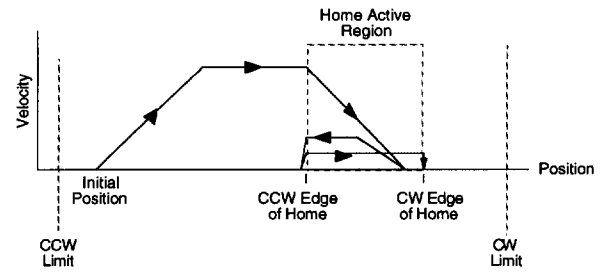 Home Active
Region
Velocity
Position
Initial
Position
CCW Edge
of Home
CW Edge
of Home
CCW
Limit
CW
Limit